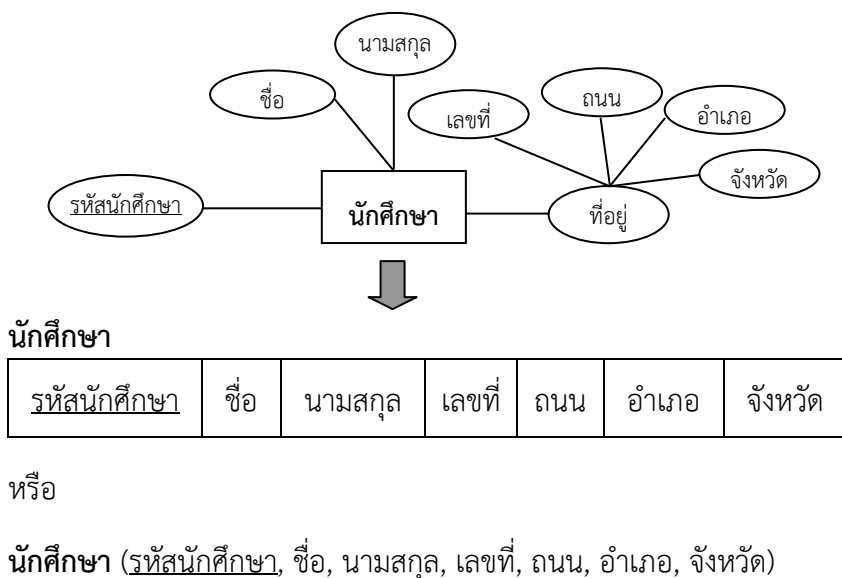 นามสกุล
ชื่อ
ถนน
เลขที่
อำเภอ
จังหวัด
รหัสนักศึกษา
นักศึกษา
ที่อยู่
นักศึกษา
รหัสนักศึกษา ชื่อ นามสกุล เลขที่ ถนน อำเภอ จังหวัด
หรือ
นักศึกษา (รหัสนักศึกษา, ชื่อ, นามสกุล, เลขที่, ถนน, อำเภอ, จังหวัด)